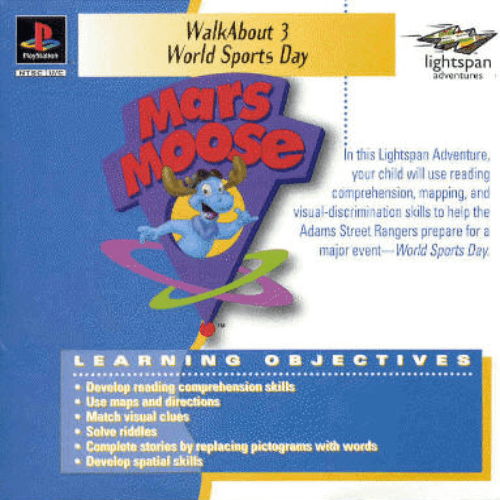 WalkAbout 3
World Sports Day
PlayStation
NTSC U/C
lightspan
adventures
Mars
Moose
TM
In this Lightspan Adventure,
your child will use reading
comprehension, mapping, and
visual-discrimination skills to help the
Adams Street Rangers prepare for a
major event—World Sports Day.
LEARNING OBJECTIVES
• Develop reading comprehension skills
• Use maps and directions
• Match visual clues
• Solve riddles
• Complete stories by replacing pictograms with words
• Develop spatial skills